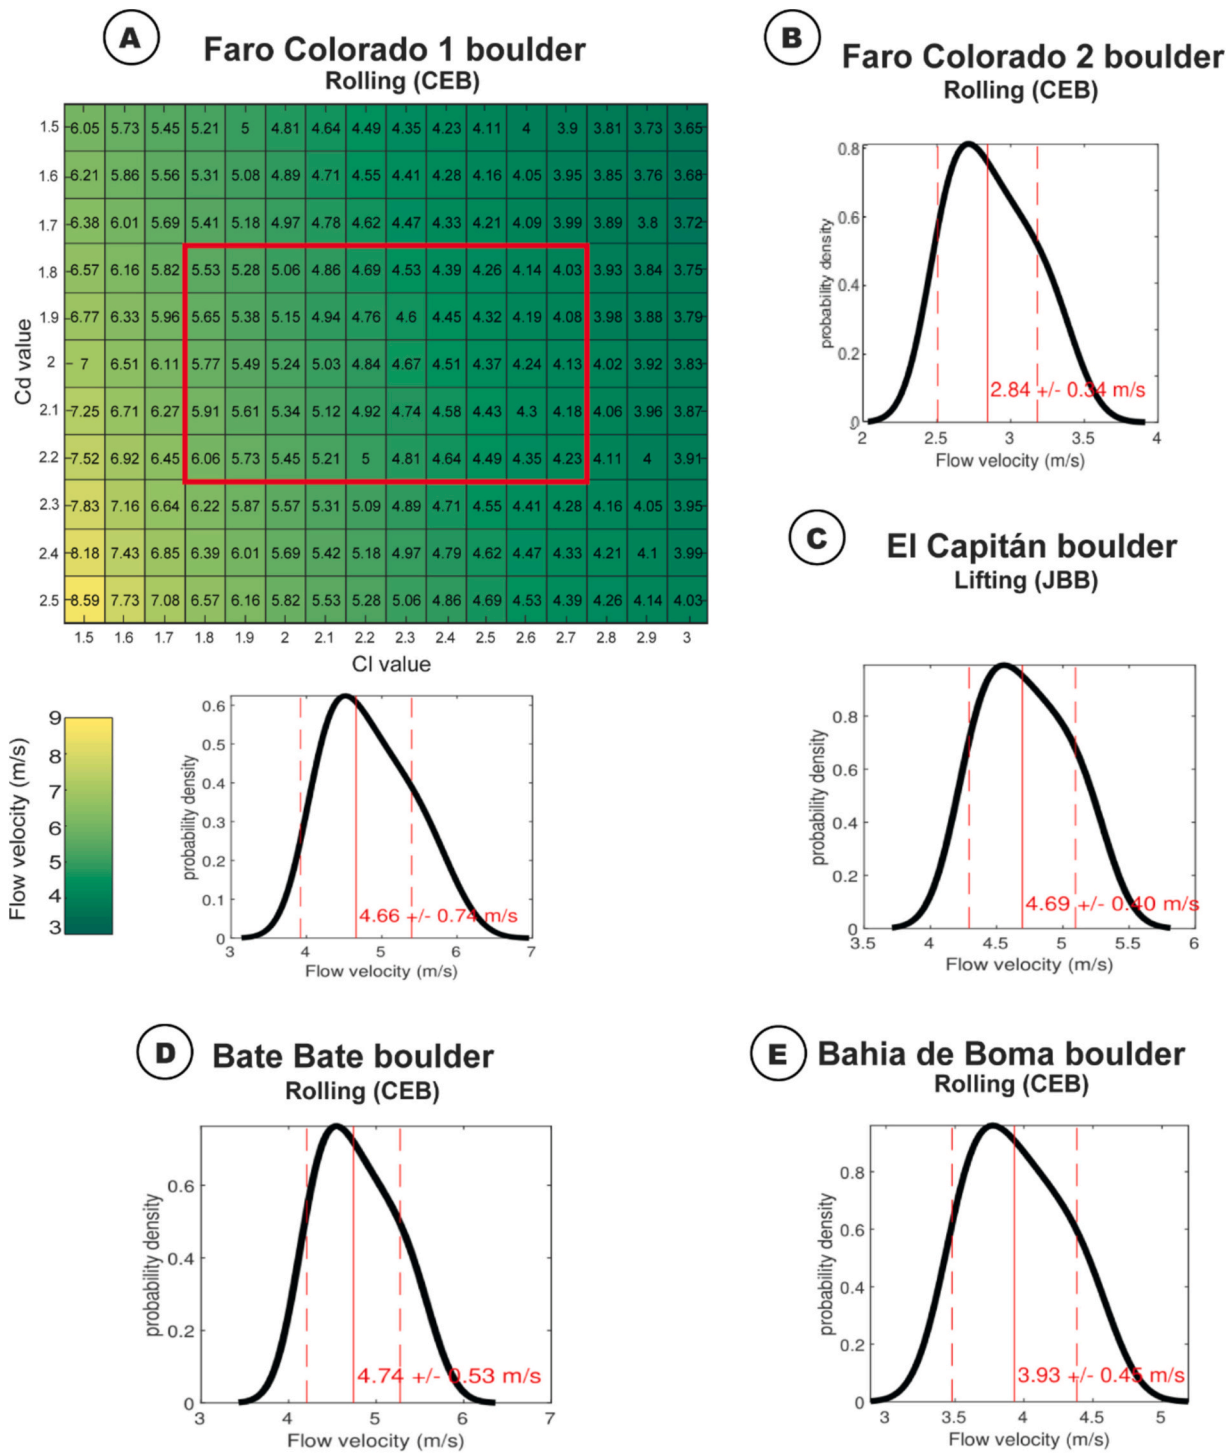 A
Faro Colorado 1 boulder
Rolling (CEB)
1.5 6.05 5.73 5.45 5.21 5 4.81 4.64 4.49 4.35 4.23 4.11 4 3.9 3.81 3.73 3.65
1.6 6.21 5.86 5.56 5.31 5.08 4.89 4.71 4.55 4.41 4.28 4.16 4.05 3.95 3.85 3.76 3.68
1.7 6.38 6.01 5.69 5.41 5.18 4.97 4.78 4.62 4.47 4.33 4.21 4.09 3.99 3.89 3.8 3.72
1.8 6.57 6.16 5.82 5.53 5.28 5.06 4.86 4.69 4.53 4.39 4.26 4.14 4.03 3.93 3.84 3.75
1.9 6.77 6.33 5.96 5.65 5.38 5.15 4.94 4.76 4.6 4.45 4.32 4.19 4.08 3.98 3.88 3.79
2 7 6.51 6.11 5.77 5.49 5.24 5.03 4.84 4.67 4.51 4.37 4.24 4.13 4.02 3.92 3.83
2.1 7.25 6.71 6.27 5.91 5.61 5.34 5.12 4.92 4.74 4.58 4.43 4.3 4.18 4.06 3.96 3.87
2.2 7.52 6.92 6.45 6.06 5.73 5.45 5.21 5 4.81 4.64 4.49 4.35 4.23 4.11 4 3.91
2.3 7.83 7.16 6.64 6.22 5.87 5.57 5.31 5.09 4.89 4.71 4.55 4.41 4.28 4.16 4.05 3.95
2.4 8.18 7.43 6.85 6.39 6.01 5.69 5.42 5.18 4.97 4.79 4.62 4.47 4.33 4.21 4.1 3.99
2.5 8.59 7.73 7.08 6.57 6.16 5.82 5.53 5.28 5.06 4.86 4.69 4.53 4.39 4.26 4.14 4.03
1.5 1.6 1.7 1.8 1.9 2 2.1 2.2 2.3 2.4 2.5 2.6 2.7 2.8 2.9 3
Cd value
Cl value
9
8
7
6
5
4
3
Flow velocity (m/s)
0.6
0.5
0.4
0.3
0.2
0.1
0
probability density
4.66 +/- 0.74 m/s
3 4 5 6 7
Flow velocity (m/s)
B
Faro Colorado 2 boulder
Rolling (CEB)
0.8
0.6
0.4
0.2
0
probability density
2.84 +/- 0.34 m/s
2 2.5 3 3.5 4
Flow velocity (m/s)
C
El Capitán boulder
Lifting (JBB)
0.8
0.6
0.4
0.2
0
probability density
4.69 +/- 0.40 m/s
3.5 4 4.5 5 5.5 6
Flow velocity (m/s)
D
Bate Bate boulder
Rolling (CEB)
0.6
0.4
0.2
0
probability density
4.74 +/- 0.53 m/s
3 4 5 6 7
Flow velocity (m/s)
E
Bahia de Boma boulder
Rolling (CEB)
0.8
0.6
0.4
0.2
0
probability density
3.93 +/- 0.45 m/s
3 3.5 4 4.5 5
Flow velocity (m/s)